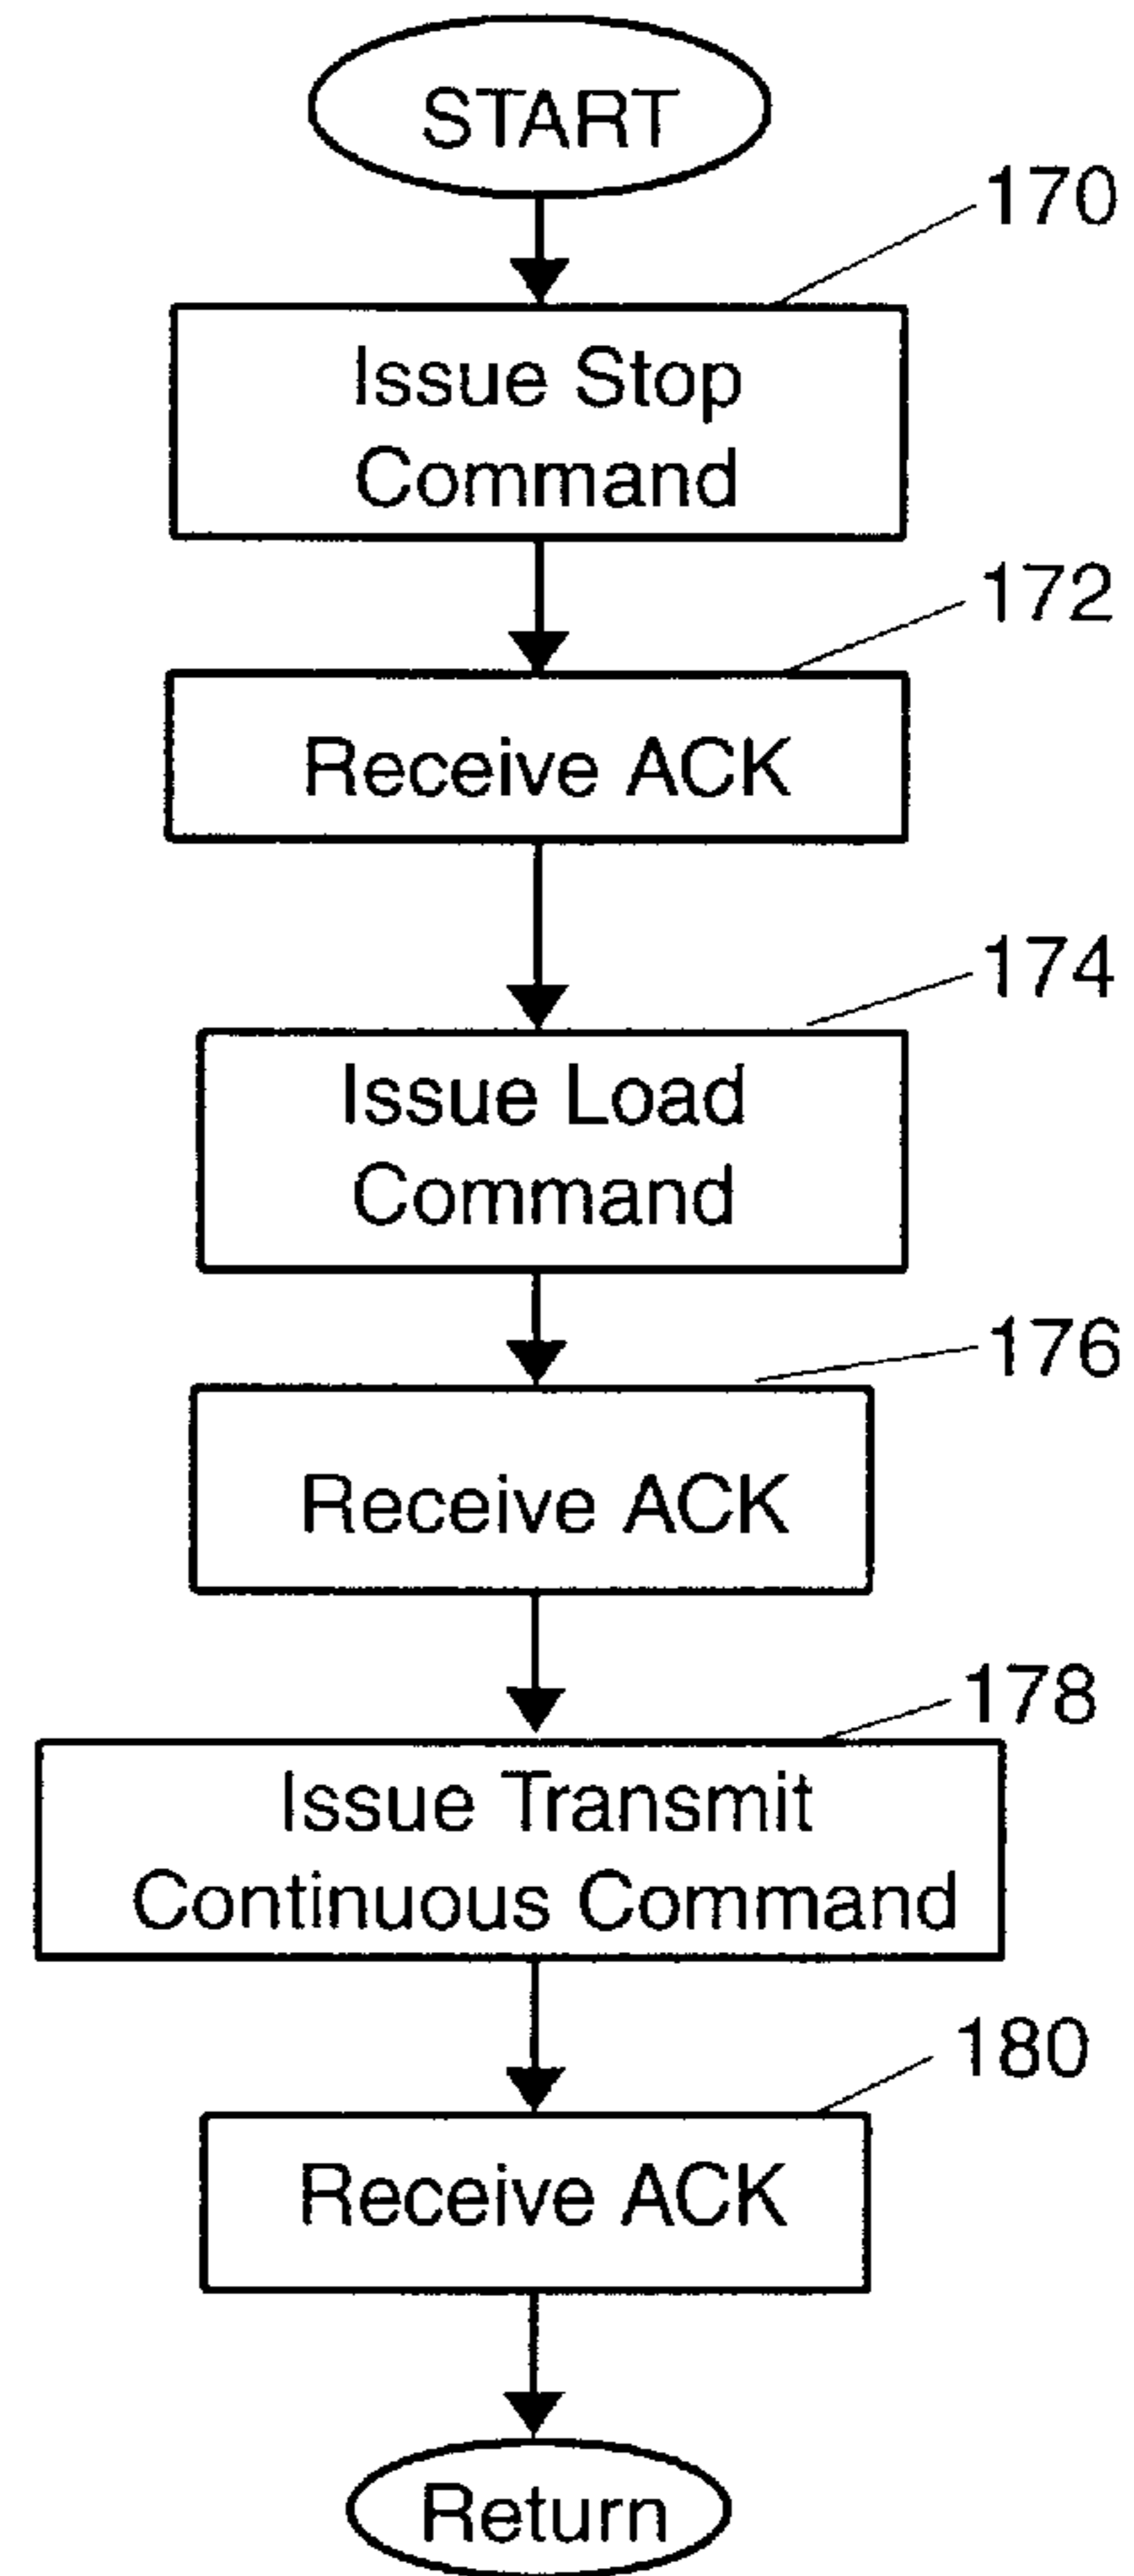 START
170
Issue Stop
Command
172
Receive ACK
174
Issue Load
Command
176
Receive ACK
178
Issue Transmit
Continuous Command
180
Receive ACK
Return